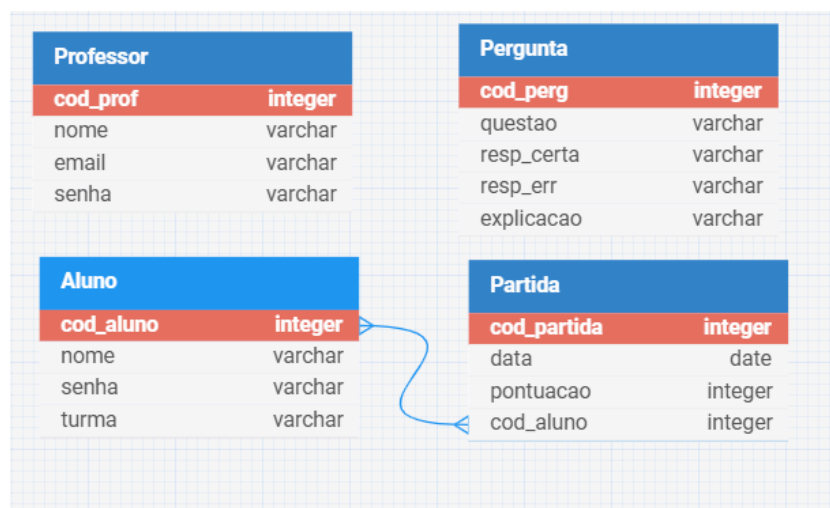 Professor
cod_prof integer
nome varchar
email varchar
senha varchar
Pergunta
cod_perg integer
questao varchar
resp_certa varchar
resp_err varchar
explicacao varchar
Aluno
cod_aluno integer
nome varchar
senha varchar
turma varchar
Partida
cod_partida integer
data date
pontuacao integer
cod_aluno integer